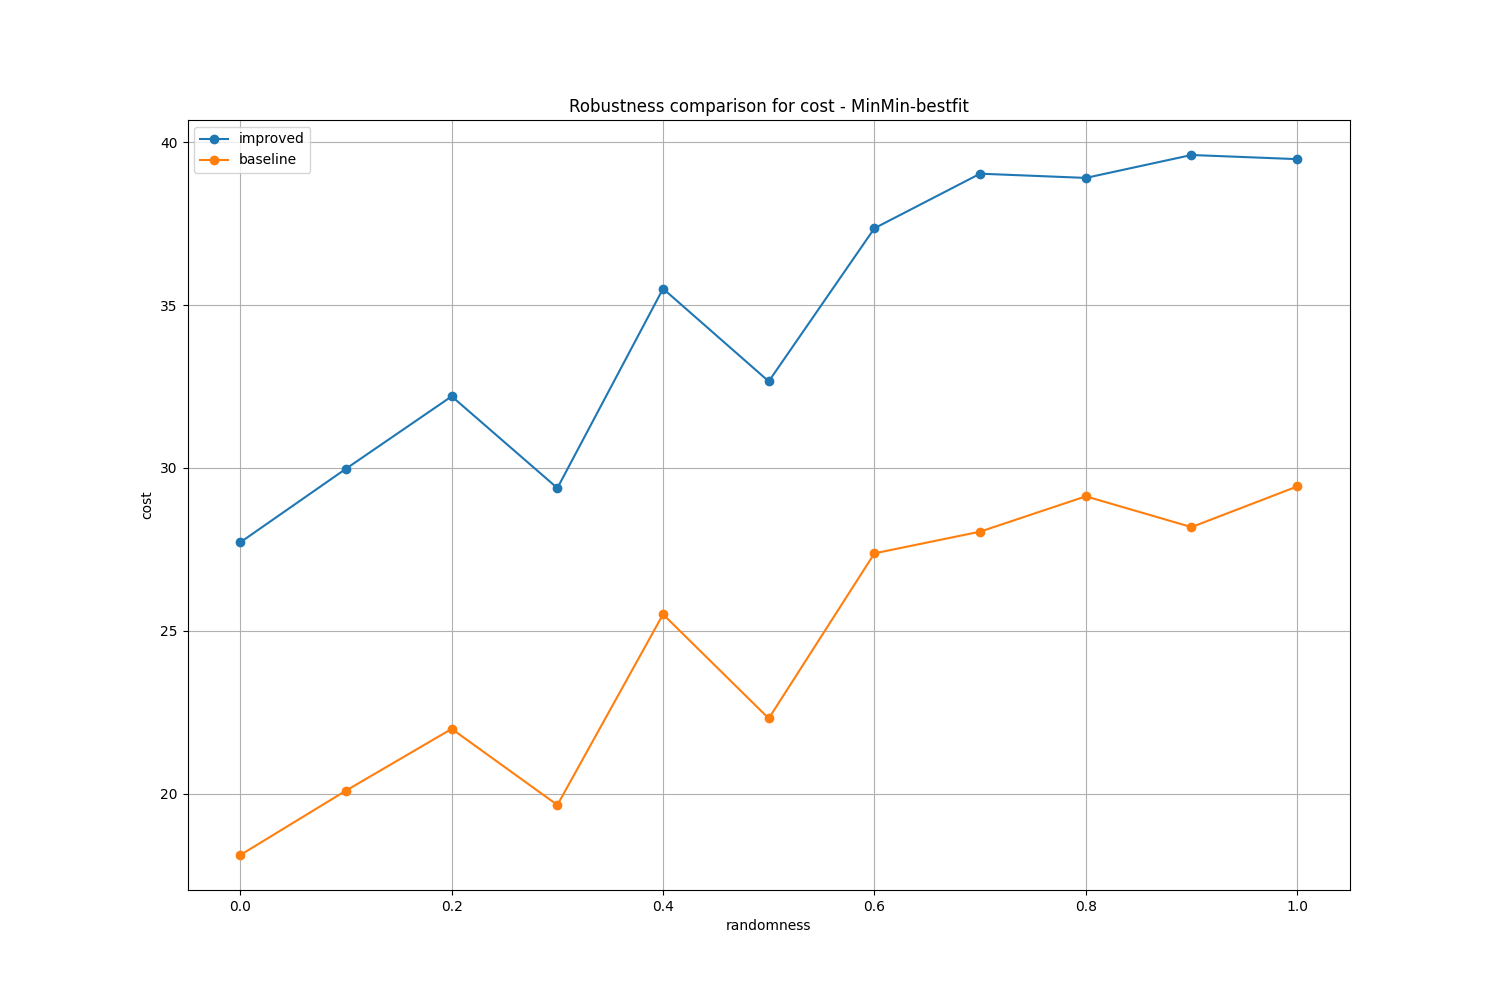 Robustness comparison for cost - MinMin-bestfit
improved
baseline
40
35
30
25
20
cost
0.0 0.2 0.4 0.6 0.8 1.0
randomness